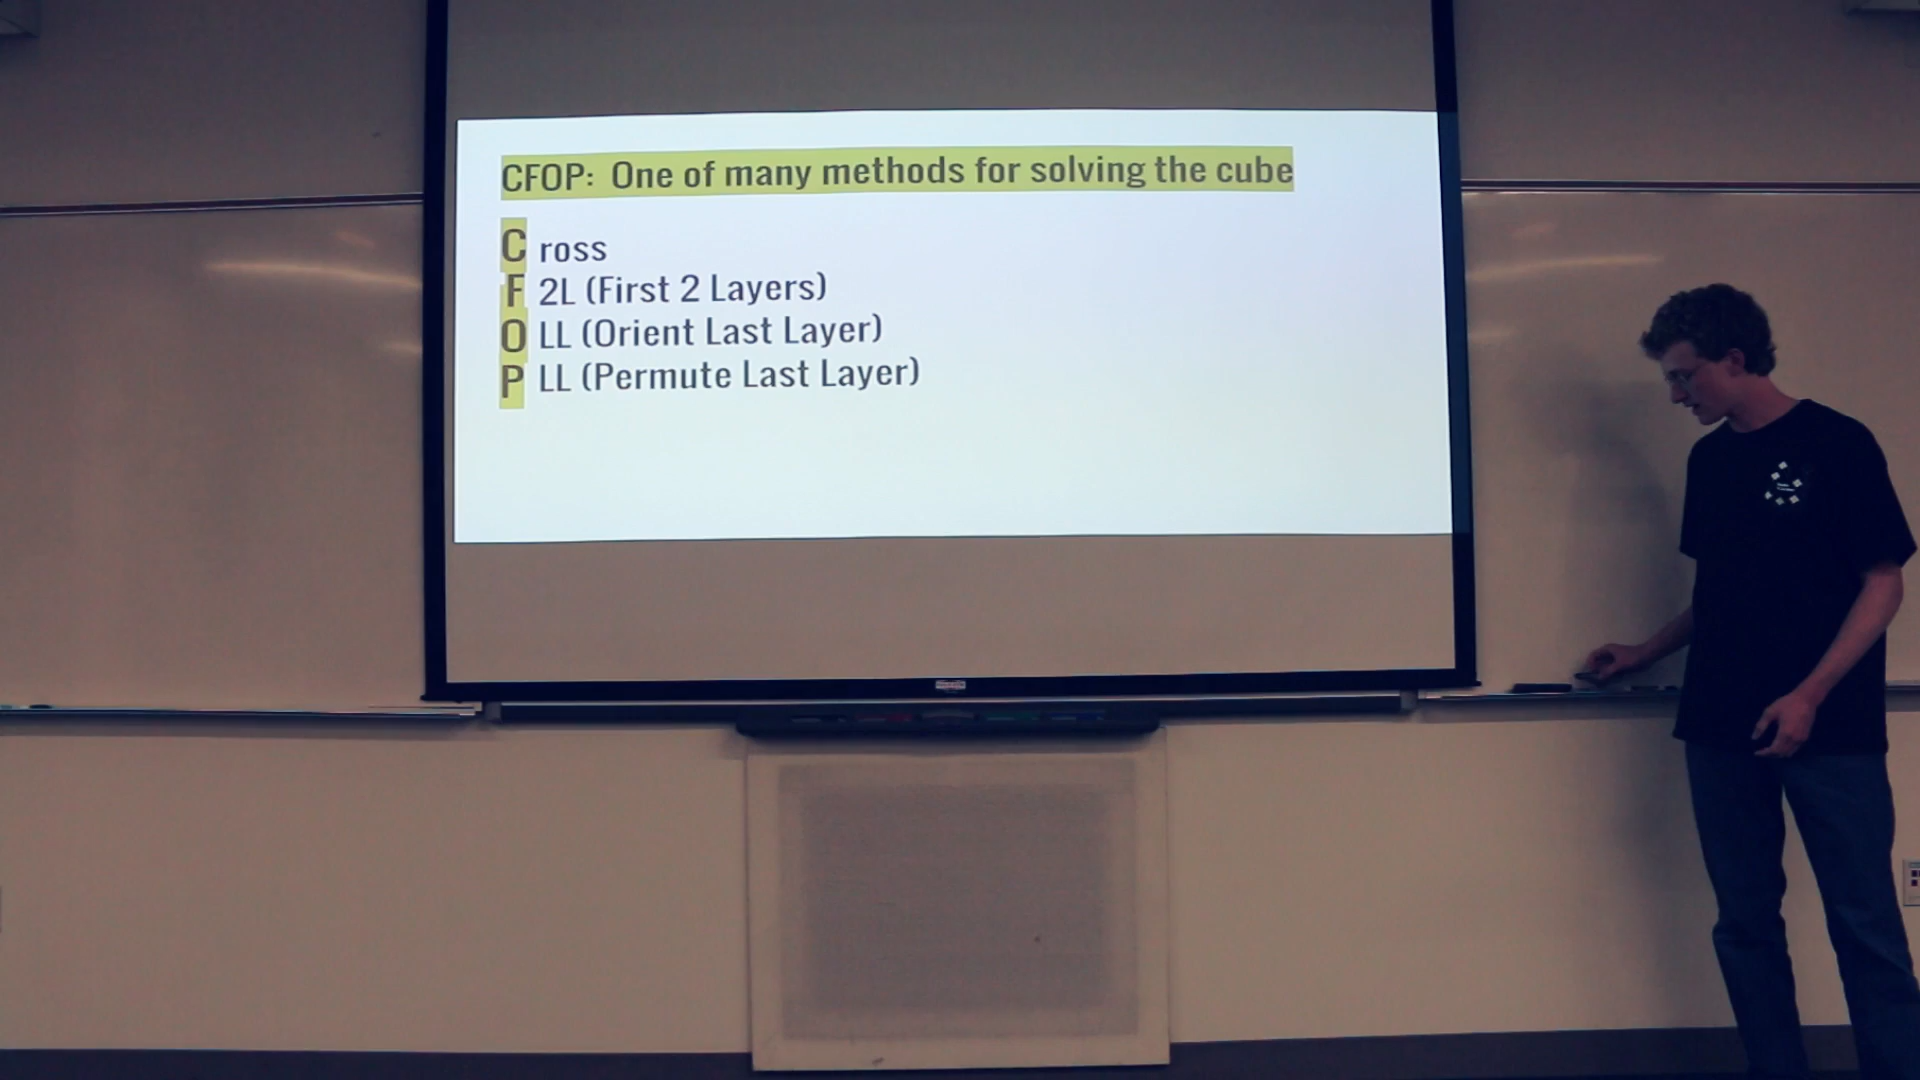 CFOP: One of many methods for solving the cube
C ross
F 2L (First 2 Layers)
O LL (Orient Last Layer)
P LL (Permute Last Layer)